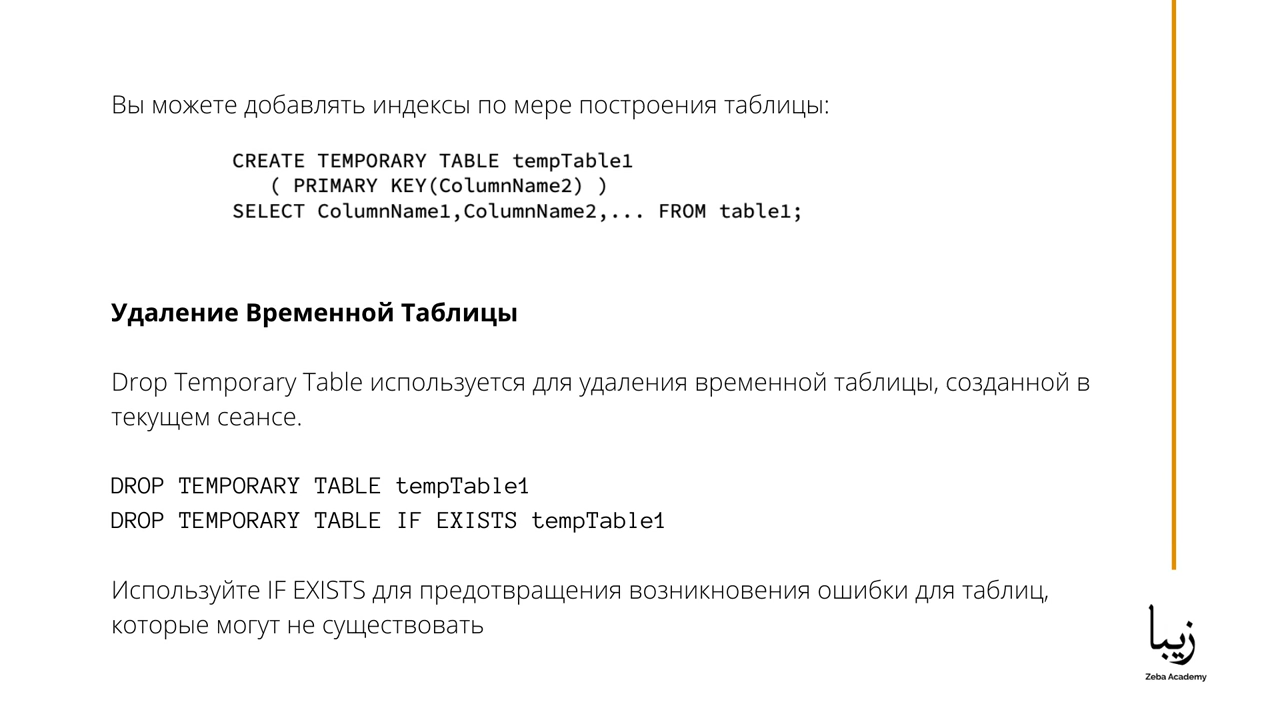 Вы можете добавлять индексы по мере построения таблицы:
CREATE TEMPORARY TABLE tempTable1
( PRIMARY KEY(ColumnName2) )
SELECT ColumnName1,ColumnName2,... FROM table1;
Удаление Временной Таблицы
Drop Temporary Table используется для удаления временной таблицы, созданной в
текущем сеансе.
DROP TEMPORARY TABLE tempTable1
DROP TEMPORARY TABLE IF EXISTS tempTable1
Используйте IF EXISTS для предотвращения возникновения ошибки для таблиц,
которые могут не существовать
زيبا
Zeba Academy